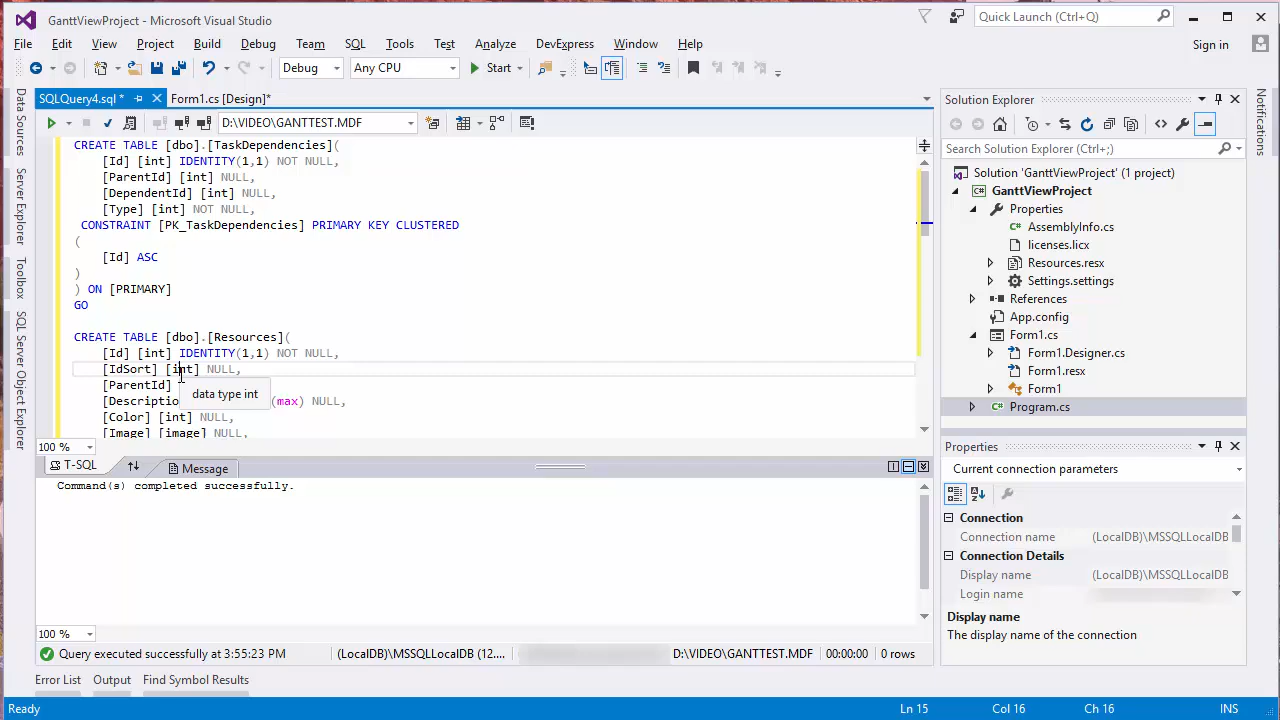 GanttViewProject - Microsoft Visual Studio
Quick Launch (Ctrl+Q)
File Edit View Project Build Debug Team SQL Tools Test Analyze DevExpress Window Help
Sign in
Debug Any CPU Start
SQLQuery4.sql * Form1.cs [Design]*
D:\VIDEO\GANTTEST.MDF
Data Sources
Server Explorer
Toolbox
SQL Server Object Explorer
CREATE TABLE [dbo].[TaskDependencies](
[Id] [int] IDENTITY(1,1) NOT NULL,
[ParentId] [int] NULL,
[DependentId] [int] NULL,
[Type] [int] NOT NULL,
CONSTRAINT [PK_TaskDependencies] PRIMARY KEY CLUSTERED
(
[Id] ASC
)
) ON [PRIMARY]
GO
CREATE TABLE [dbo].[Resources](
[Id] [int] IDENTITY(1,1) NOT NULL,
[IdSort] [int] NULL,
[ParentId]
data type int
[Descriptio (max) NULL,
[Color] [int] NULL,
[Image] [image] NULL,
100 %
T-SQL Message
Command(s) completed successfully.
100 %
Query executed successfully at 3:55:23 PM (LocalDB)\MSSQLLocalDB (12.... D:\VIDEO\GANTTEST.MDF 00:00:00 0 rows
Error List Output Find Symbol Results
Ready Ln 15 Col 16 Ch 16 INS
Solution Explorer
Search Solution Explorer (Ctrl+;)
Solution 'GanttViewProject' (1 project)
GanttViewProject
Properties
AssemblyInfo.cs
licenses.licx
Resources.resx
Settings.settings
References
App.config
Form1.cs
Form1.Designer.cs
Form1.resx
Form1
Program.cs
Properties
Current connection parameters
Connection
Connection name (LocalDB)\MSSQLLocalDB
Connection Details
Display name (LocalDB)\MSSQLLocalDB
Login name
Display name
The display name of the connection
Notifications